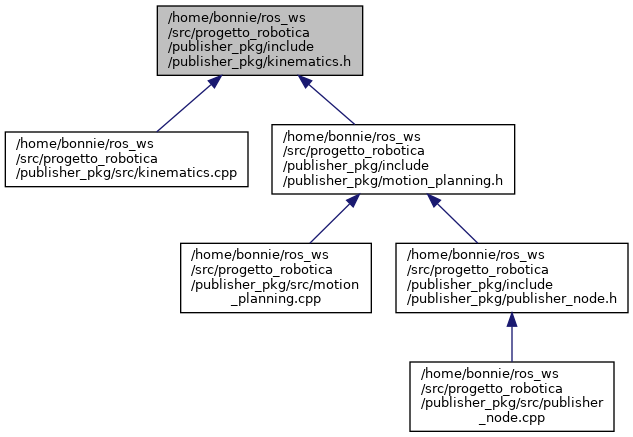 /home/bonnie/ros_ws
/src/progetto_robotica
/publisher_pkg/include
/publisher_pkg/kinematics.h
/home/bonnie/ros_ws
/src/progetto_robotica
/publisher_pkg/src/kinematics.cpp
/home/bonnie/ros_ws
/src/progetto_robotica
/publisher_pkg/include
/publisher_pkg/motion_planning.h
/home/bonnie/ros_ws
/src/progetto_robotica
/publisher_pkg/src/motion
_planning.cpp
/home/bonnie/ros_ws
/src/progetto_robotica
/publisher_pkg/include
/publisher_pkg/publisher_node.h
/home/bonnie/ros_ws
/src/progetto_robotica
/publisher_pkg/src/publisher
_node.cpp